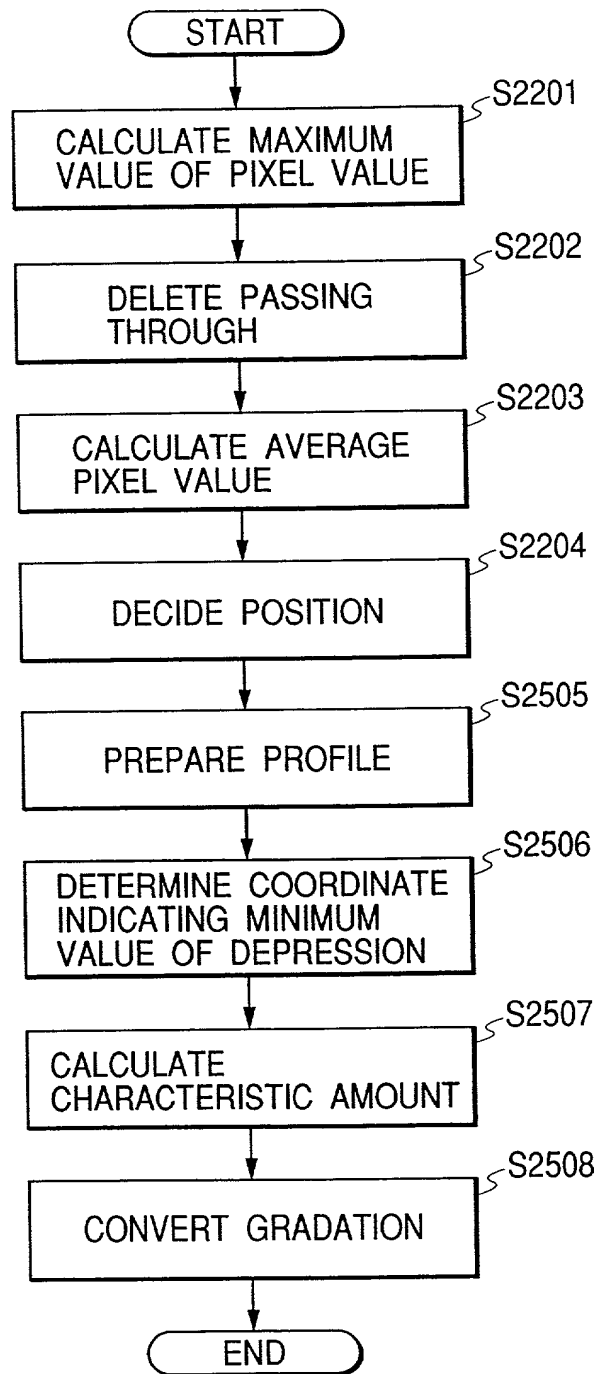 START
S2201
CALCULATE MAXIMUM
VALUE OF PIXEL VALUE
S2202
DELETE PASSING
THROUGH
S2203
CALCULATE AVERAGE
PIXEL VALUE
S2204
DECIDE POSITION
S2505
PREPARE PROFILE
S2506
DETERMINE COORDINATE
INDICATING MINIMUM
VALUE OF DEPRESSION
S2507
CALCULATE
CHARACTERISTIC AMOUNT
S2508
CONVERT GRADATION
END